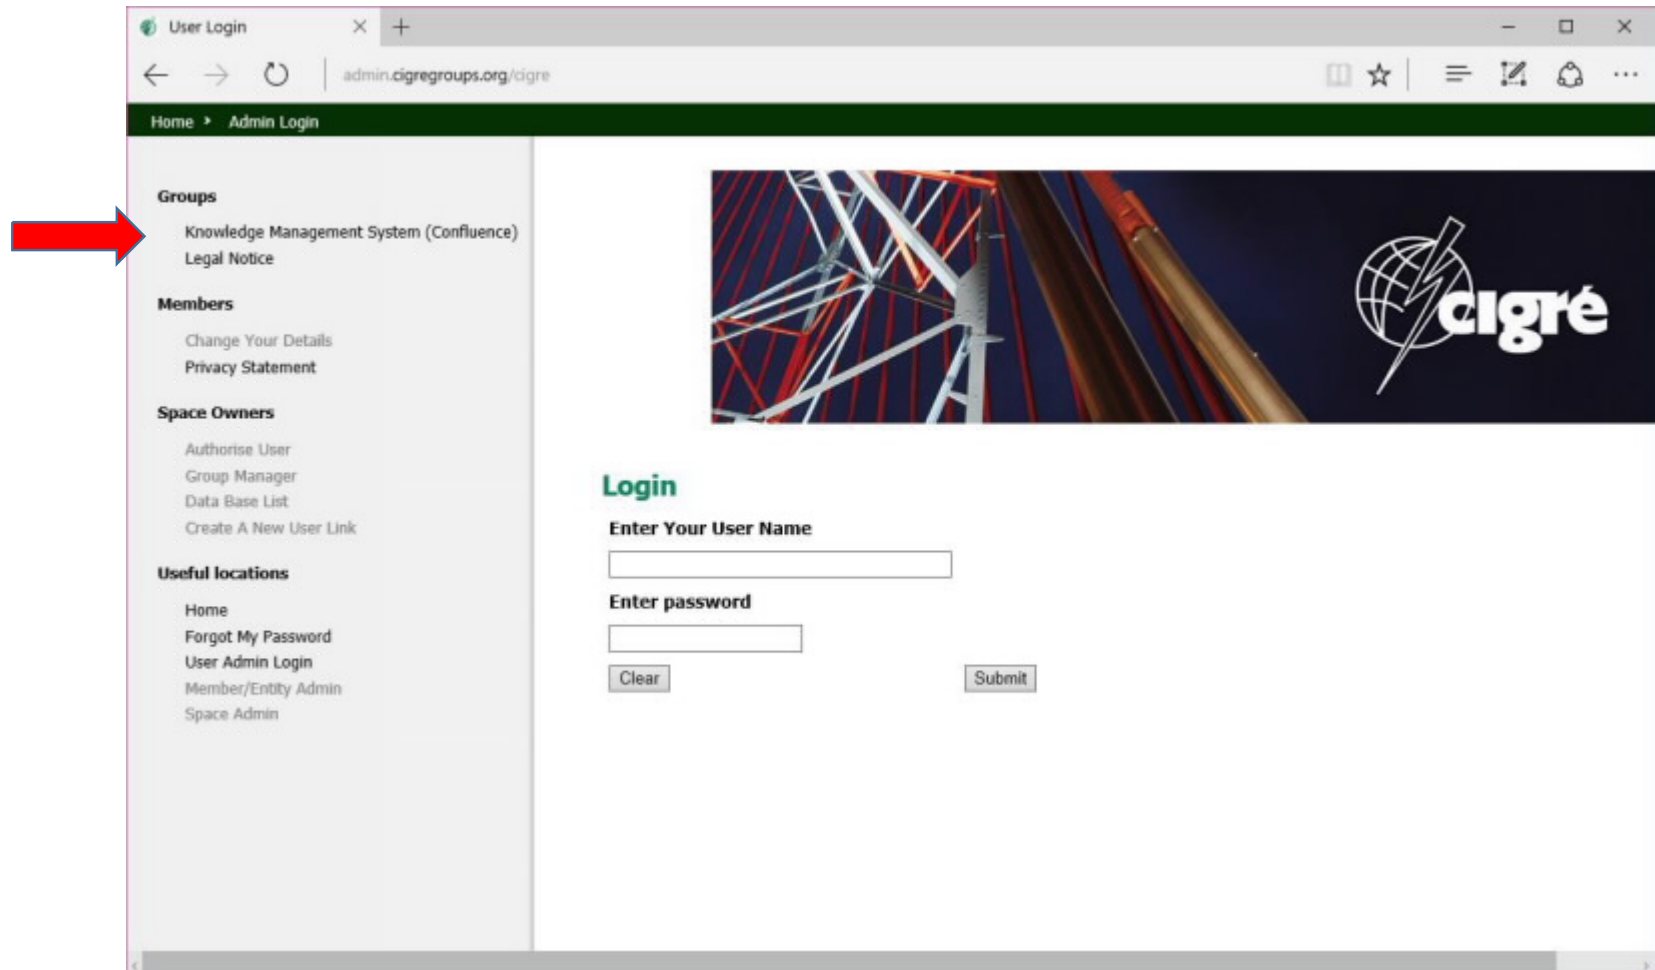 User Login
admin.cigregroups.org/cigre
Home ‣ Admin Login
Groups
Knowledge Management System (Confluence)
Legal Notice
Members
Change Your Details
Privacy Statement
Space Owners
Authorise User
Group Manager
Data Base List
Create A New User Link
Useful locations
Home
Forgot My Password
User Admin Login
Member/Entity Admin
Space Admin
cigré
Login
Enter Your User Name
Enter password
Clear Submit